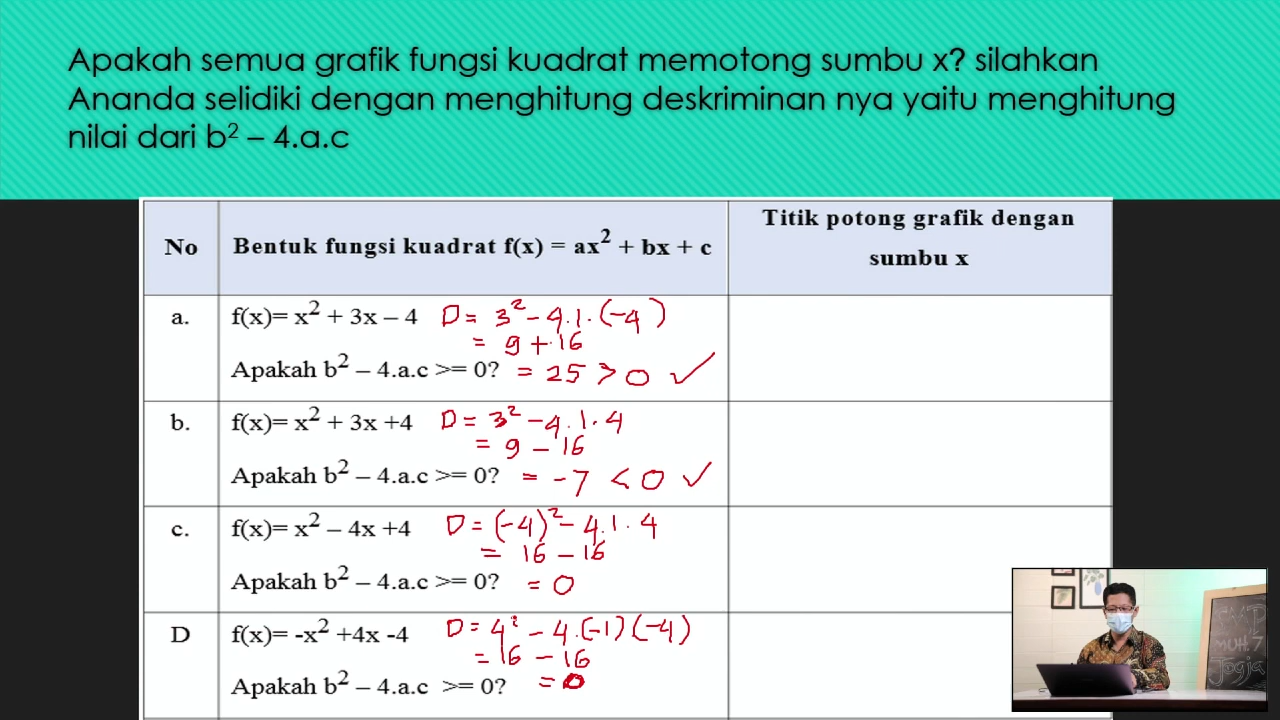 Apakah semua grafik fungsi kuadrat memotong sumbu x? silahkan
Ananda selidiki dengan menghitung deskriminan nya yaitu menghitung
nilai dari b² – 4.a.c
No
Bentuk fungsi kuadrat f(x) = ax² + bx + c
Titik potong grafik dengan
sumbu x
a.
f(x)= x² + 3x – 4
D = 3² - 4.1.(-4)
= 9 + 16
Apakah b² – 4.a.c >= 0?
= 25 > 0 ✓
b.
f(x)= x² + 3x +4
D = 3² - 4.1.4
= 9 - 16
Apakah b² – 4.a.c >= 0?
= -7 < 0 ✓
c.
f(x)= x² – 4x +4
D = (-4)² - 4.1.4
= 16 - 16
Apakah b² – 4.a.c >= 0?
= 0
D
f(x)= -x² +4x -4
D = 4² - 4.(-1)(-4)
= 16 - 16
Apakah b² – 4.a.c >= 0?
= 0
SMP
MUH.7
Jogja